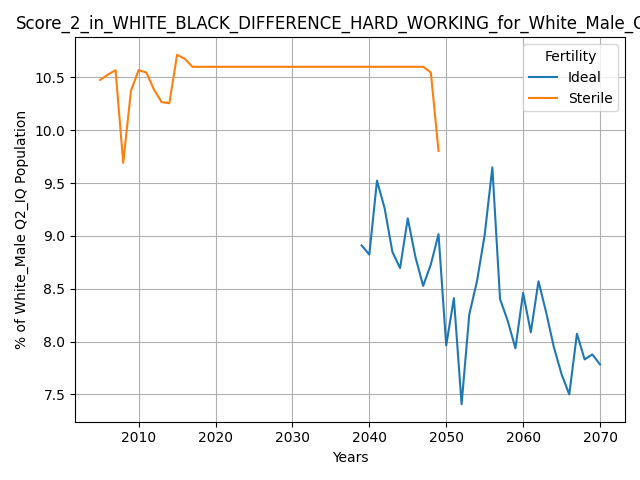 Score_2_in_WHITE_BLACK_DIFFERENCE_HARD_WORKING_for_White_Male_
% of White_Male Q2_IQ Population
10.5
10.0
9.5
9.0
8.5
8.0
7.5
Fertility
Ideal
Sterile
2010 2020 2030 2040 2050 2060 2070
Years